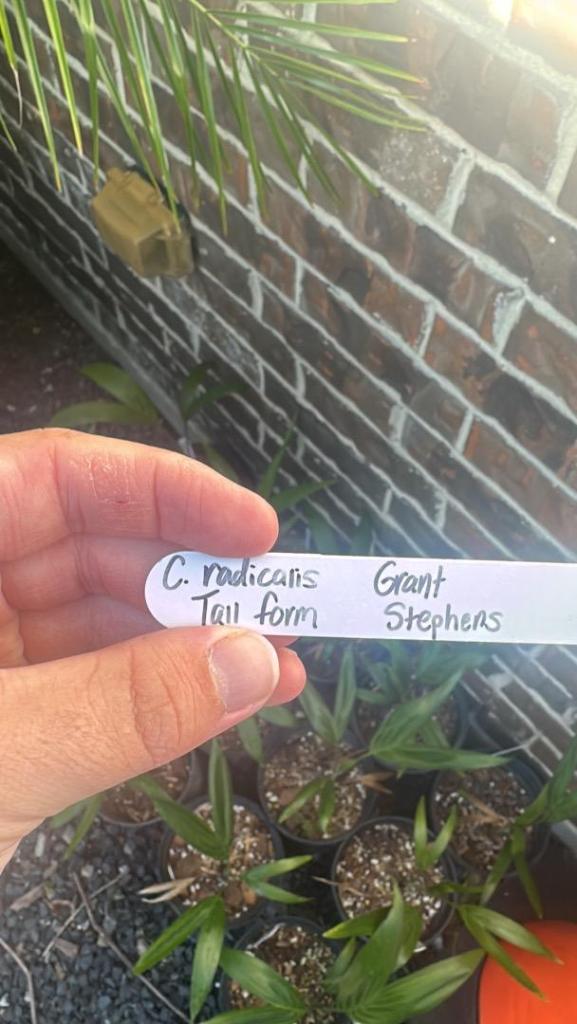 C. radicalis Grant
Tall form Stephens